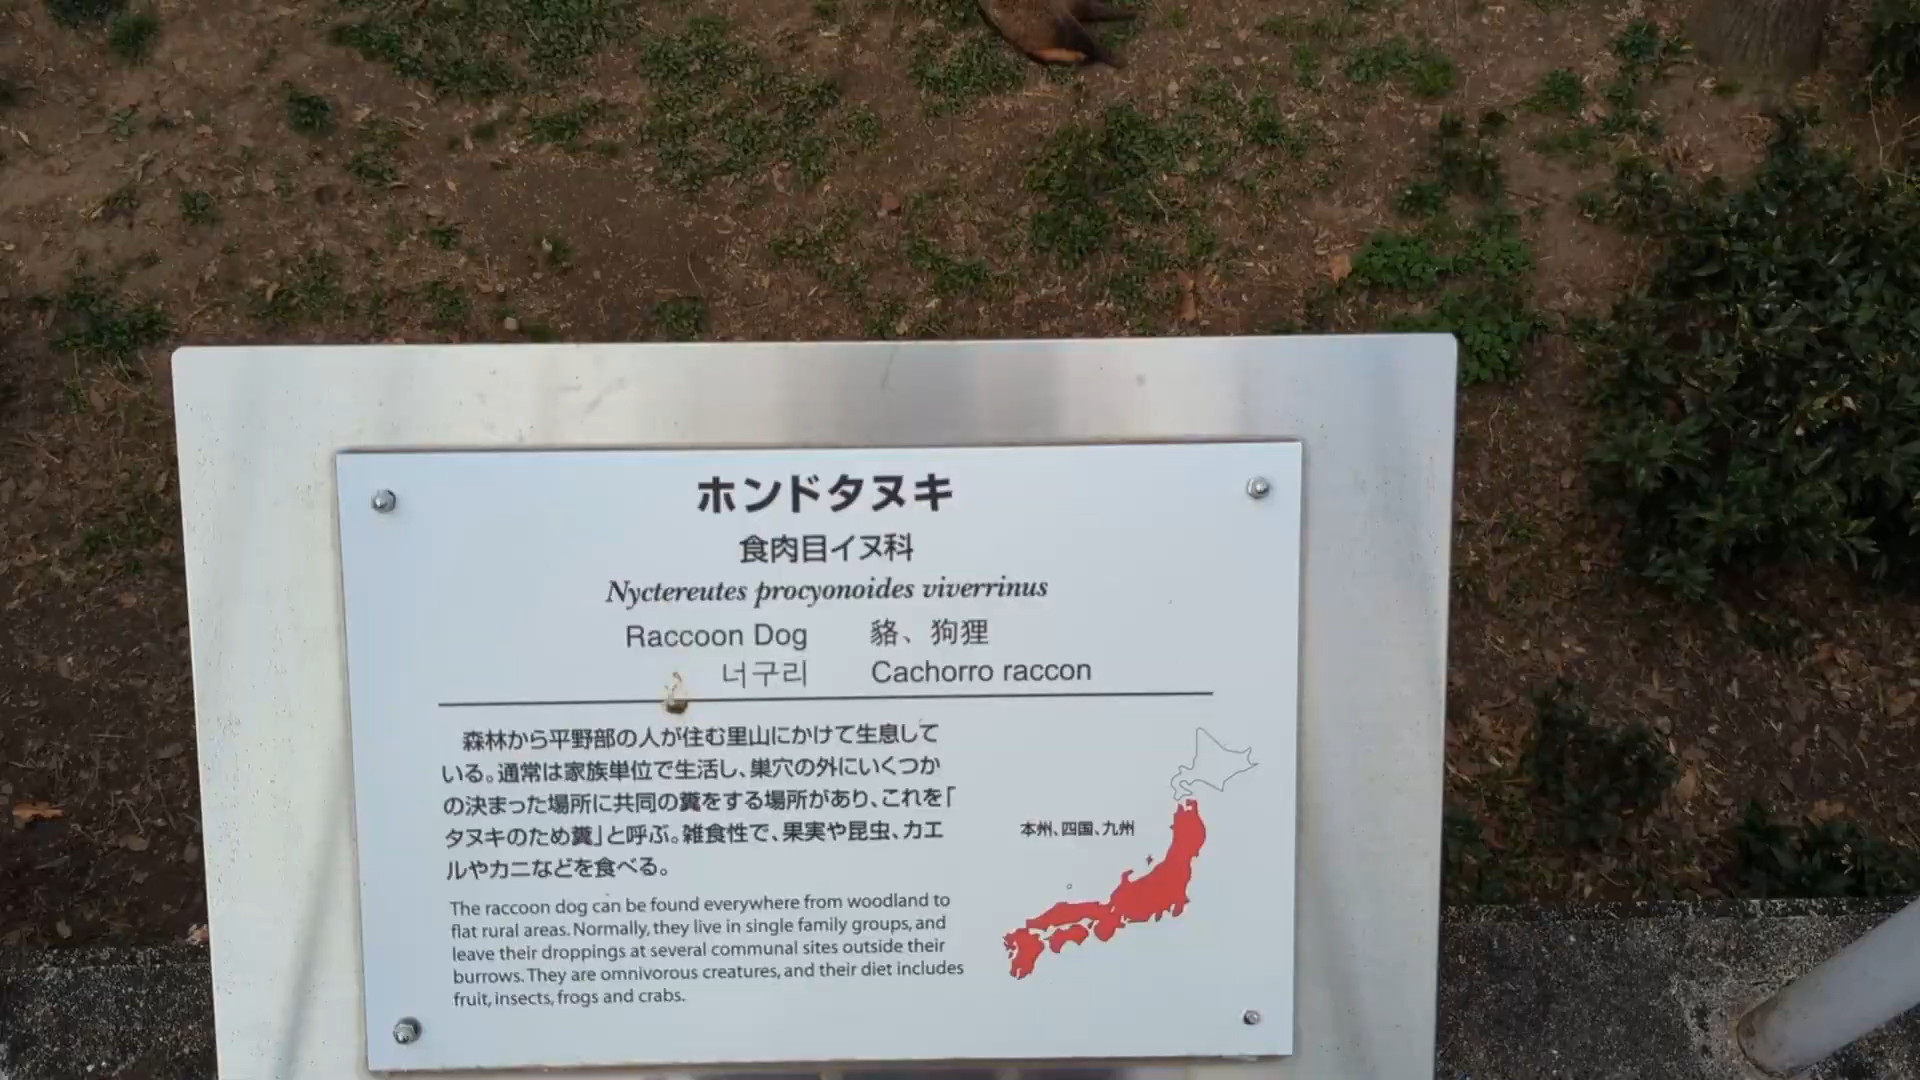 ホンドタヌキ
食肉目イヌ科
Nyctereutes procyonoides viverrinus
Raccoon Dog 貉、狗狸
너구리 Cachorro raccon
森林から平野部の人が住む里山にかけて生息して
いる。通常は家族単位で生活し、巣穴の外にいくつか
の決まった場所に共同の糞をする場所があり、これを「
タヌキのため糞」と呼ぶ。雑食性で、果実や昆虫、カエ
ルやカニなどを食べる。
The raccoon dog can be found everywhere from woodland to
flat rural areas. Normally, they live in single family groups, and
leave their droppings at several communal sites outside their
burrows. They are omnivorous creatures, and their diet includes
fruit, insects, frogs and crabs.
本州、四国、九州